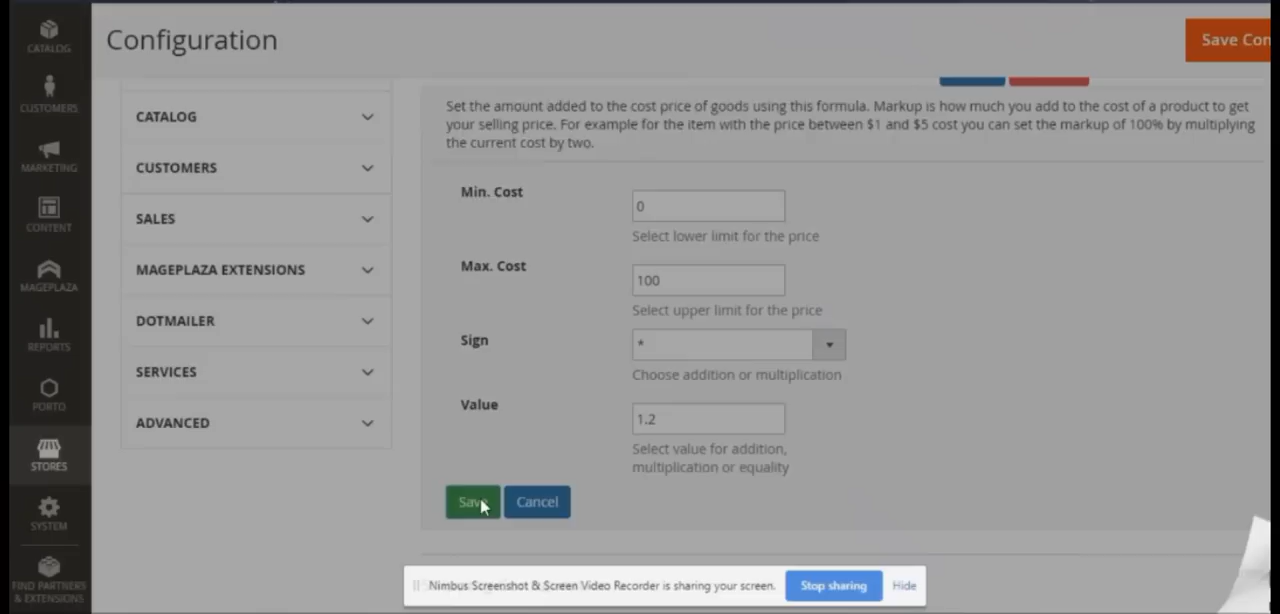 CATALOG
CUSTOMERS
MARKETING
CONTENT
MAGEPLAZA
REPORTS
PORTO
STORES
SYSTEM
FIND PARTNERS
& EXTENSIONS
Configuration
Save Con
CATALOG
CUSTOMERS
SALES
MAGEPLAZA EXTENSIONS
DOTMAILER
SERVICES
ADVANCED
Set the amount added to the cost price of goods using this formula. Markup is how much you add to the cost of a product to get
your selling price. For example for the item with the price between $1 and $5 cost you can set the markup of 100% by multiplying
the current cost by two.
Min. Cost
0
Select lower limit for the price
Max. Cost
100
Select upper limit for the price
Sign
*
Choose addition or multiplication
Value
1.2
Select value for addition,
multiplication or equality
Save
Cancel
Nimbus Screenshot & Screen Video Recorder is sharing your screen.
Stop sharing
Hide